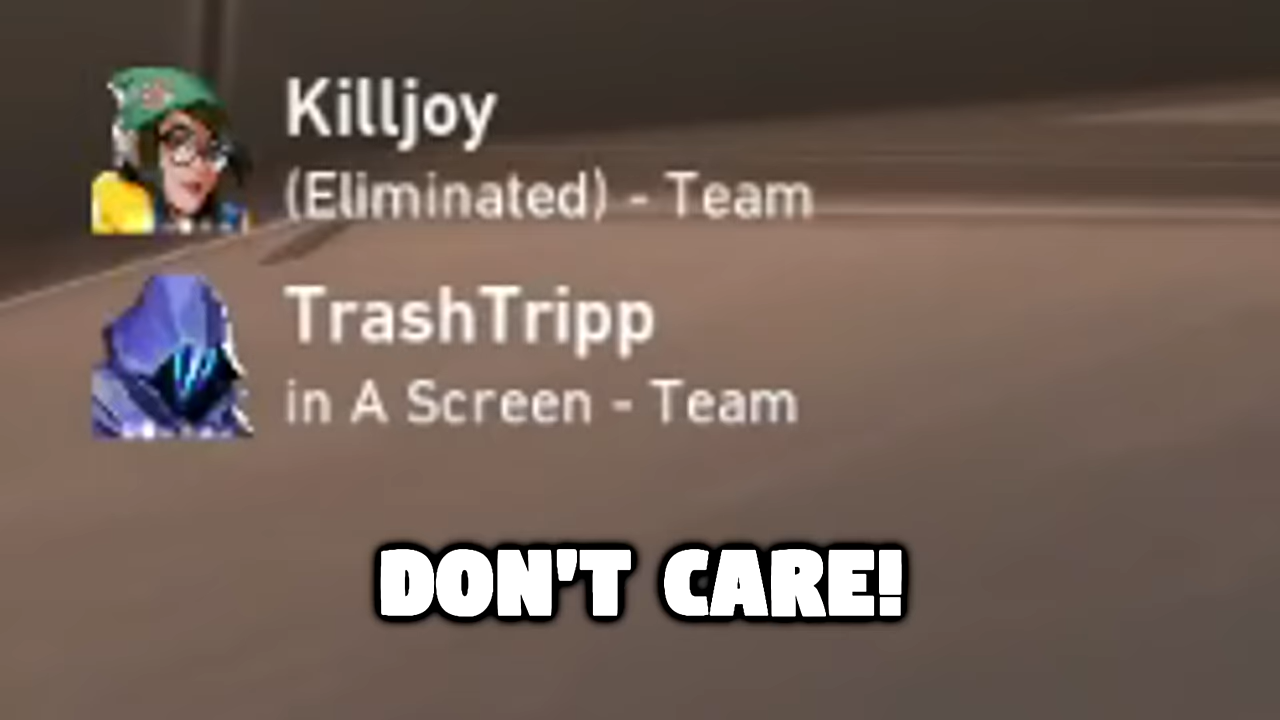 Killjoy
(Eliminated) - Team
TrashTripp
in A Screen - Team
DON'T CARE!